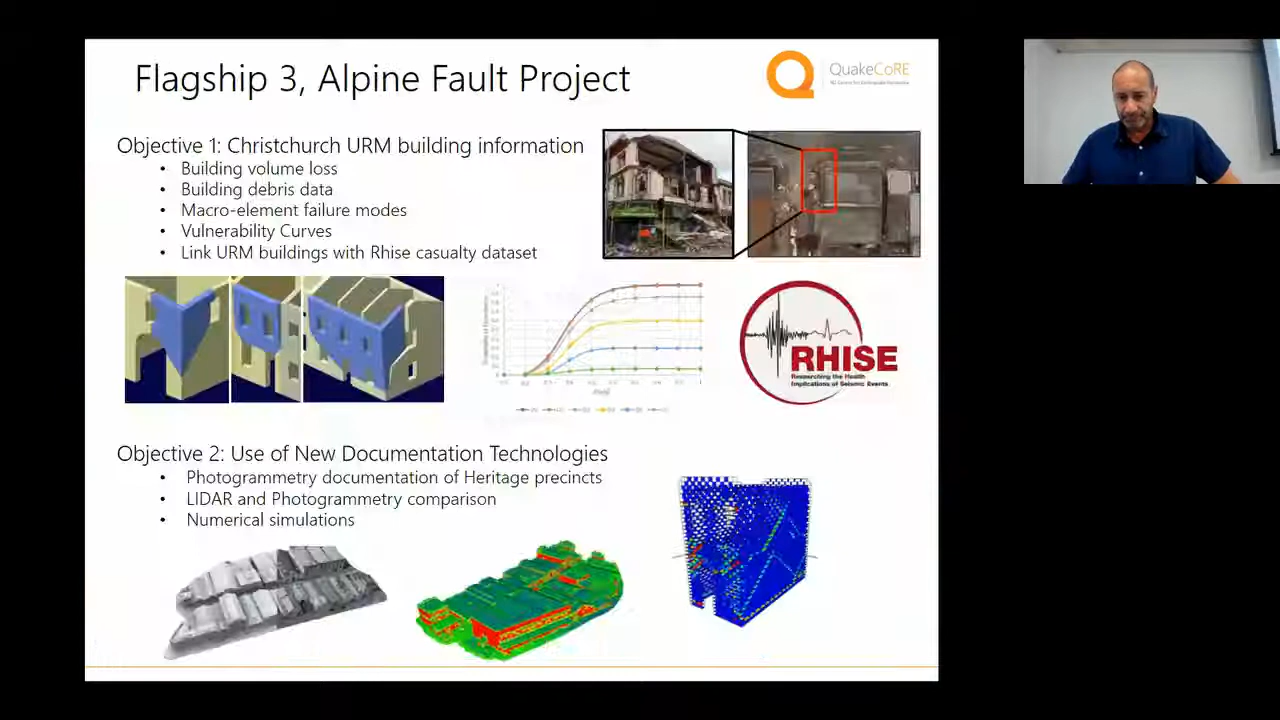 Flagship 3, Alpine Fault Project
QuakeCoRE
Objective 1: Christchurch URM building information
• Building volume loss
• Building debris data
• Macro-element failure modes
• Vulnerability Curves
• Link URM buildings with Rhise casualty dataset
RHISE
Researching the Health
Implications of Seismic Events
Objective 2: Use of New Documentation Technologies
• Photogrammetry documentation of Heritage precincts
• LIDAR and Photogrammetry comparison
• Numerical simulations